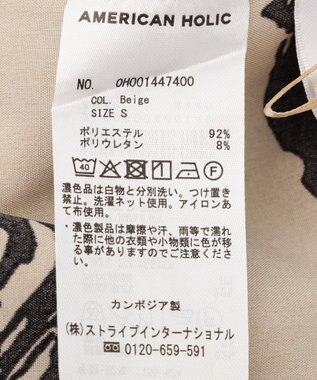 AMERICAN HOLIC
NO. OH001447400
COL. Beige
SIZE S
ポリエステル 92%
ポリウレタン 8%
40 F
濃色品は白物と分別洗い。つけ置き
禁止。洗濯ネット使用。アイロンあ
て布使用。
・濃色製品は摩擦や汗、雨等で濡れ
た際に他の衣類や小物類に色が移
る事がありますのでご注意くださ
い。
カンボジア製
(株)ストライプインターナショナル
0120-659-591